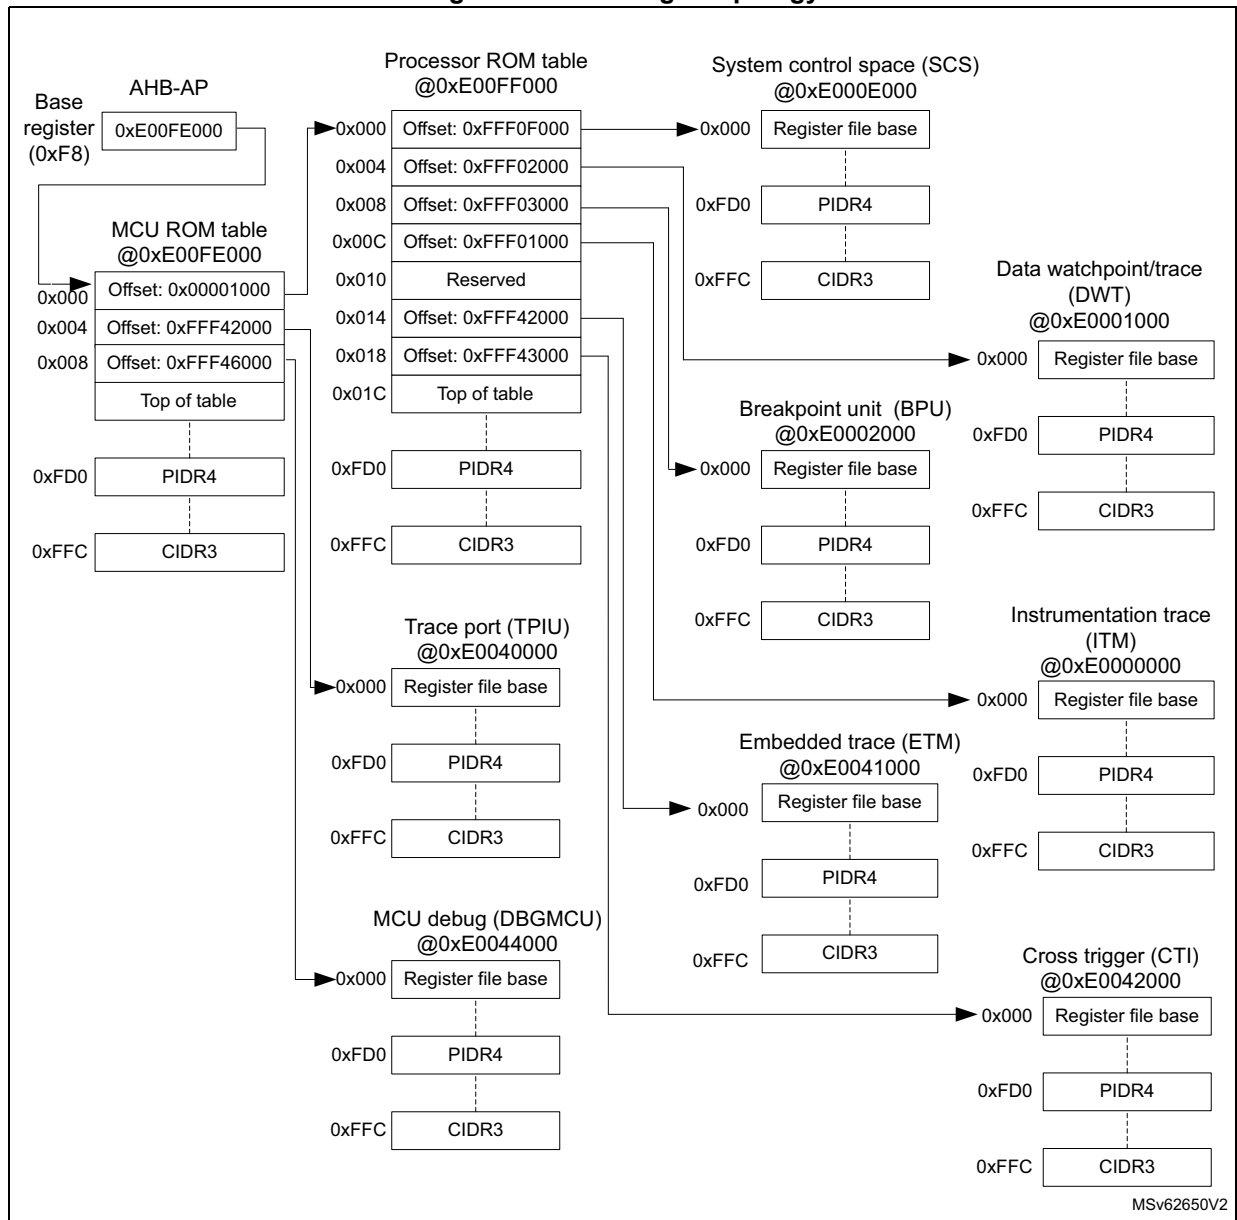 AHB-AP
Base
register
(0xF8)
0xE00FE000
MCU ROM table
@0xE00FE000
0x000
Offset: 0x00001000
0x004
Offset: 0xFFF42000
0x008
Offset: 0xFFF46000
Top of table
0xFD0
PIDR4
0xFFC
CIDR3
Processor ROM table
@0xE00FF000
0x000
Offset: 0xFFF0F000
0x004
Offset: 0xFFF02000
0x008
Offset: 0xFFF03000
0x00C
Offset: 0xFFF01000
0x010
Reserved
0x014
Offset: 0xFFF42000
0x018
Offset: 0xFFF43000
0x01C
Top of table
0xFD0
PIDR4
0xFFC
CIDR3
Trace port (TPIU)
@0xE0040000
0x000
Register file base
0xFD0
PIDR4
0xFFC
CIDR3
MCU debug (DBGMCU)
@0xE0044000
0x000
Register file base
0xFD0
PIDR4
0xFFC
CIDR3
System control space (SCS)
@0xE000E000
0x000
Register file base
0xFD0
PIDR4
0xFFC
CIDR3
Data watchpoint/trace
(DWT)
@0xE0001000
0x000
Register file base
0xFD0
PIDR4
0xFFC
CIDR3
Breakpoint unit (BPU)
@0xE0002000
0x000
Register file base
0xFD0
PIDR4
0xFFC
CIDR3
Instrumentation trace
(ITM)
@0xE0000000
0x000
Register file base
0xFD0
PIDR4
0xFFC
CIDR3
Embedded trace (ETM)
@0xE0041000
0x000
Register file base
0xFD0
PIDR4
0xFFC
CIDR3
Cross trigger (CTI)
@0xE0042000
0x000
Register file base
0xFD0
PIDR4
0xFFC
CIDR3
MSv62650V2